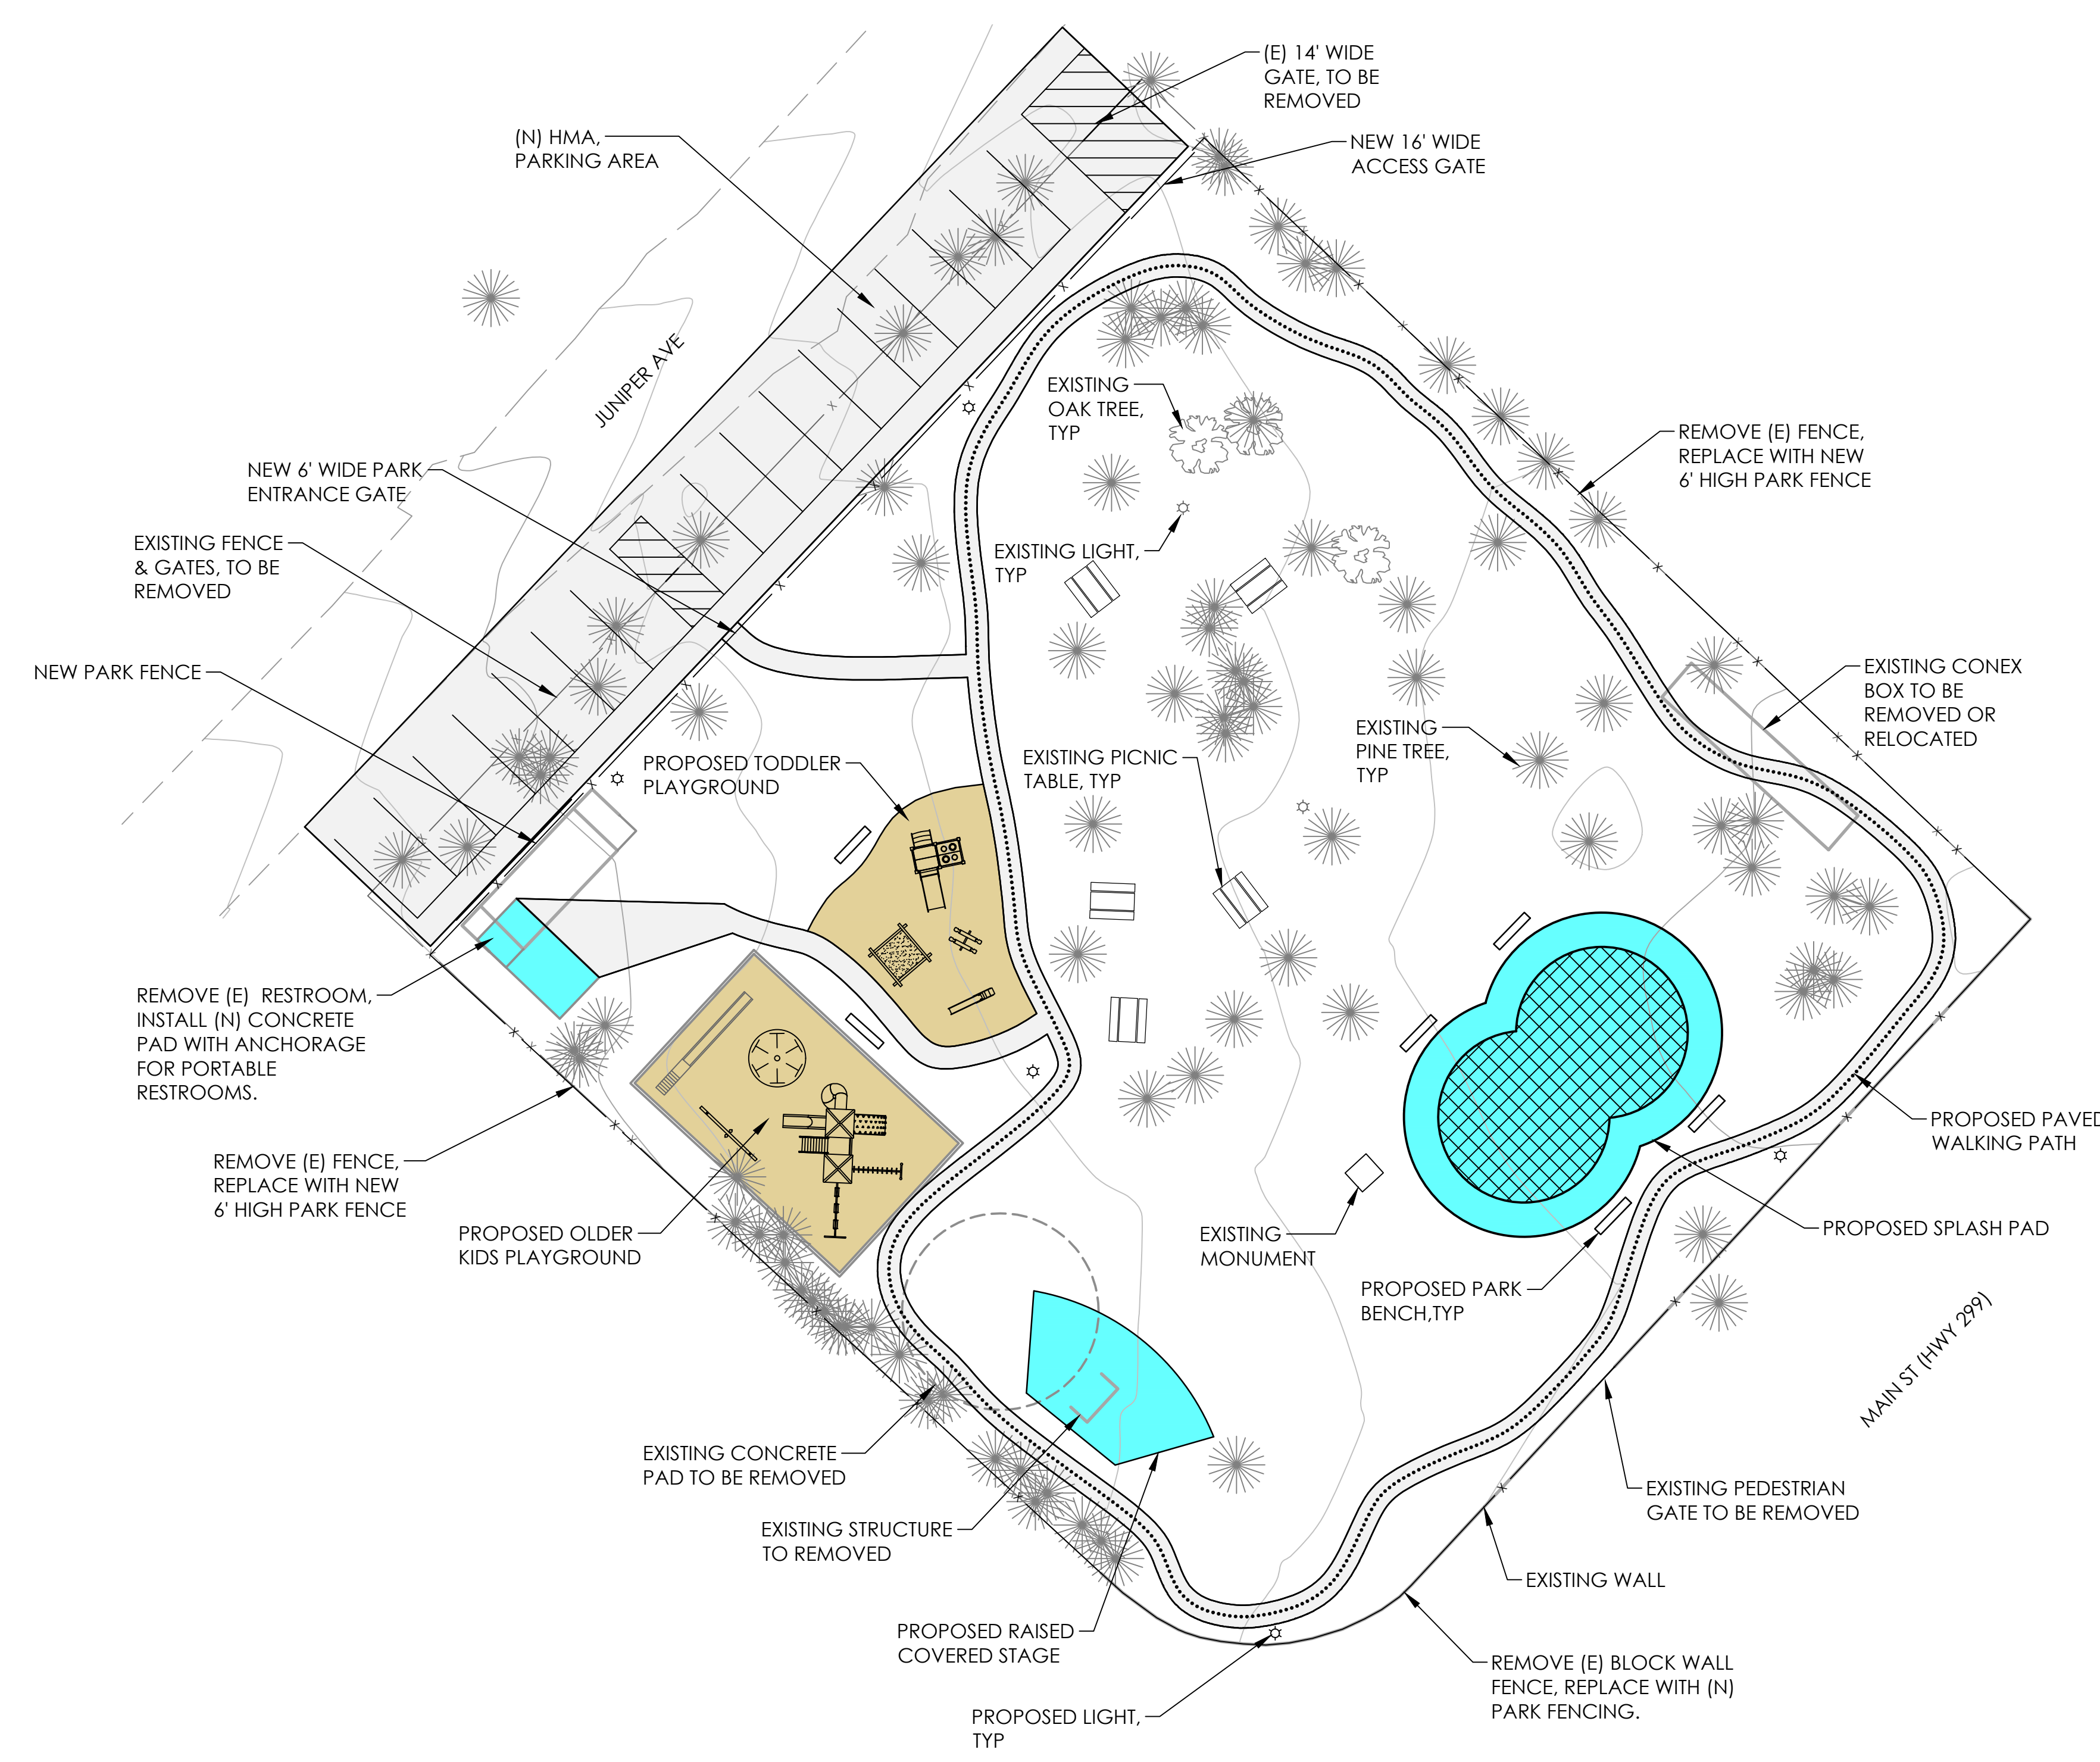 (E) 14' WIDE
GATE, TO BE
REMOVED
(N) HMA,
PARKING AREA
NEW 16' WIDE
ACCESS GATE
JUNIPER AVE
EXISTING
OAK TREE,
TYP
REMOVE (E) FENCE,
REPLACE WITH NEW
6' HIGH PARK FENCE
NEW 6' WIDE PARK
ENTRANCE GATE
EXISTING FENCE
& GATES, TO BE
REMOVED
EXISTING LIGHT,
TYP
NEW PARK FENCE
EXISTING CONEX
BOX TO BE
REMOVED OR
RELOCATED
PROPOSED TODDLER
PLAYGROUND
EXISTING PICNIC
TABLE, TYP
EXISTING
PINE TREE,
TYP
REMOVE (E)  RESTROOM,
INSTALL (N) CONCRETE
PAD WITH ANCHORAGE
FOR PORTABLE
RESTROOMS.
PROPOSED PAVED
WALKING PATH
REMOVE (E) FENCE,
REPLACE WITH NEW
6' HIGH PARK FENCE
PROPOSED OLDER
KIDS PLAYGROUND
EXISTING
MONUMENT
PROPOSED SPLASH PAD
PROPOSED PARK
BENCH,TYP
MAIN ST (HWY 299)
EXISTING CONCRETE
PAD TO BE REMOVED
EXISTING PEDESTRIAN
GATE TO BE REMOVED
EXISTING STRUCTURE
TO REMOVED
EXISTING WALL
PROPOSED RAISED
COVERED STAGE
REMOVE (E) BLOCK WALL
FENCE, REPLACE WITH (N)
PARK FENCING.
PROPOSED LIGHT,
TYP